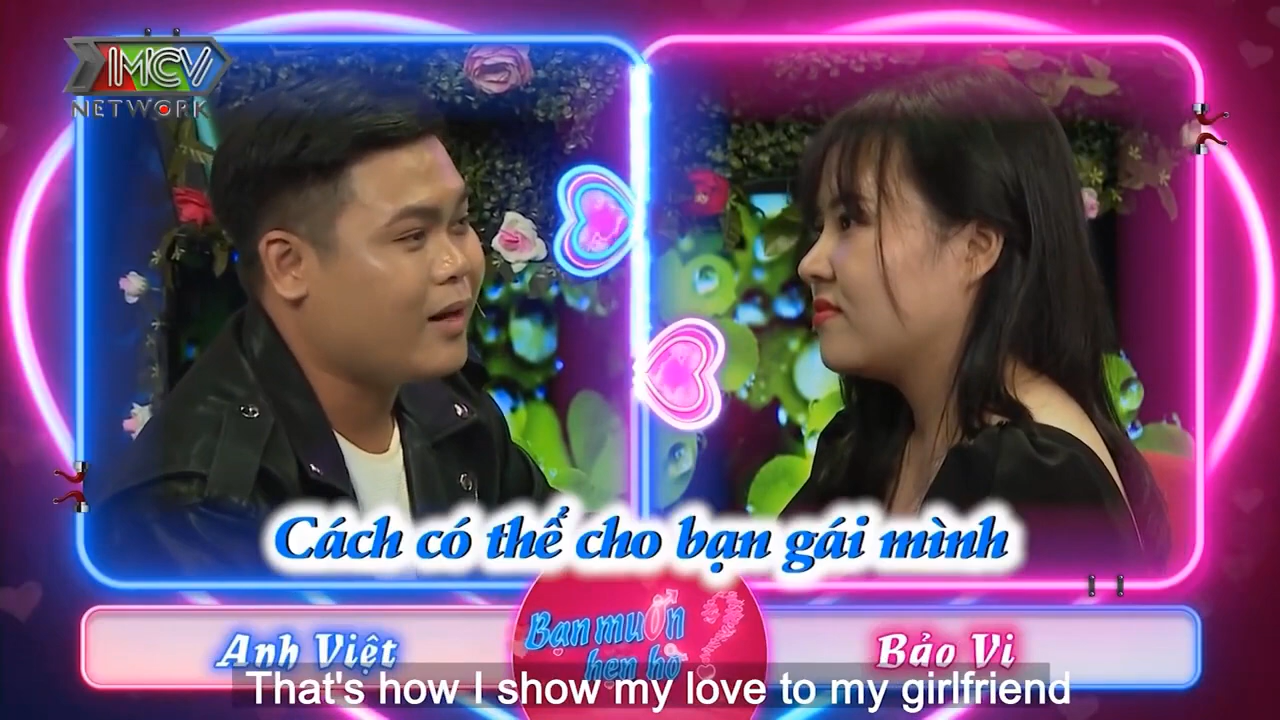 MCV
NETWORK
Cách có thể cho bạn gái mình
Anh Việt
Bạn muốn
hẹn hò
?
Bảo Vi
That's how I show my love to my girlfriend